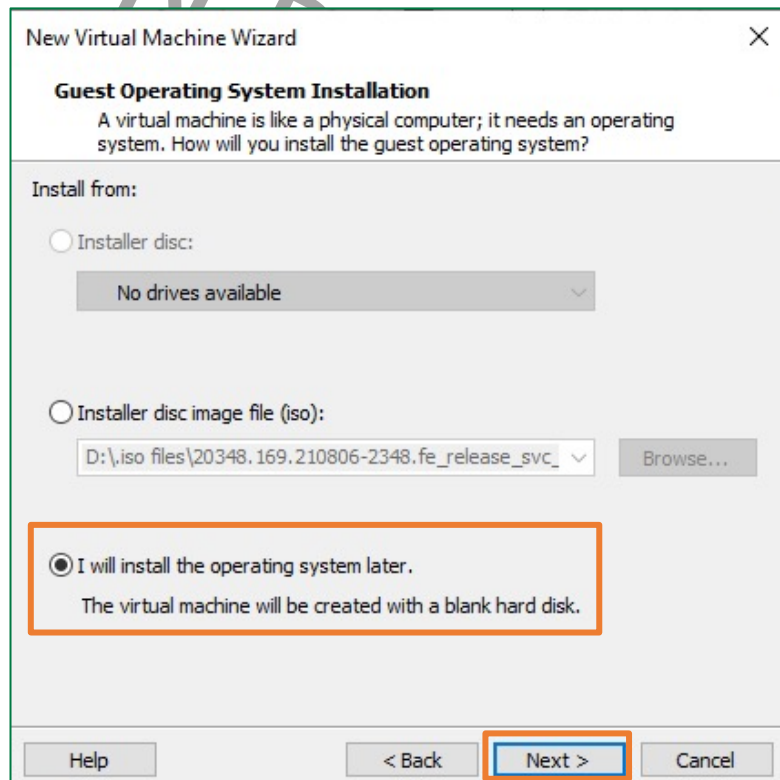 New Virtual Machine Wizard
Guest Operating System Installation
A virtual machine is like a physical computer; it needs an operating
system. How will you install the guest operating system?
Install from:
Installer disc:
No drives available
Installer disc image file (iso):
D:\.iso files\20348.169.210806-2348.fe_release_svc_
Browse...
I will install the operating system later.
The virtual machine will be created with a blank hard disk.
Help
< Back
Next >
Cancel